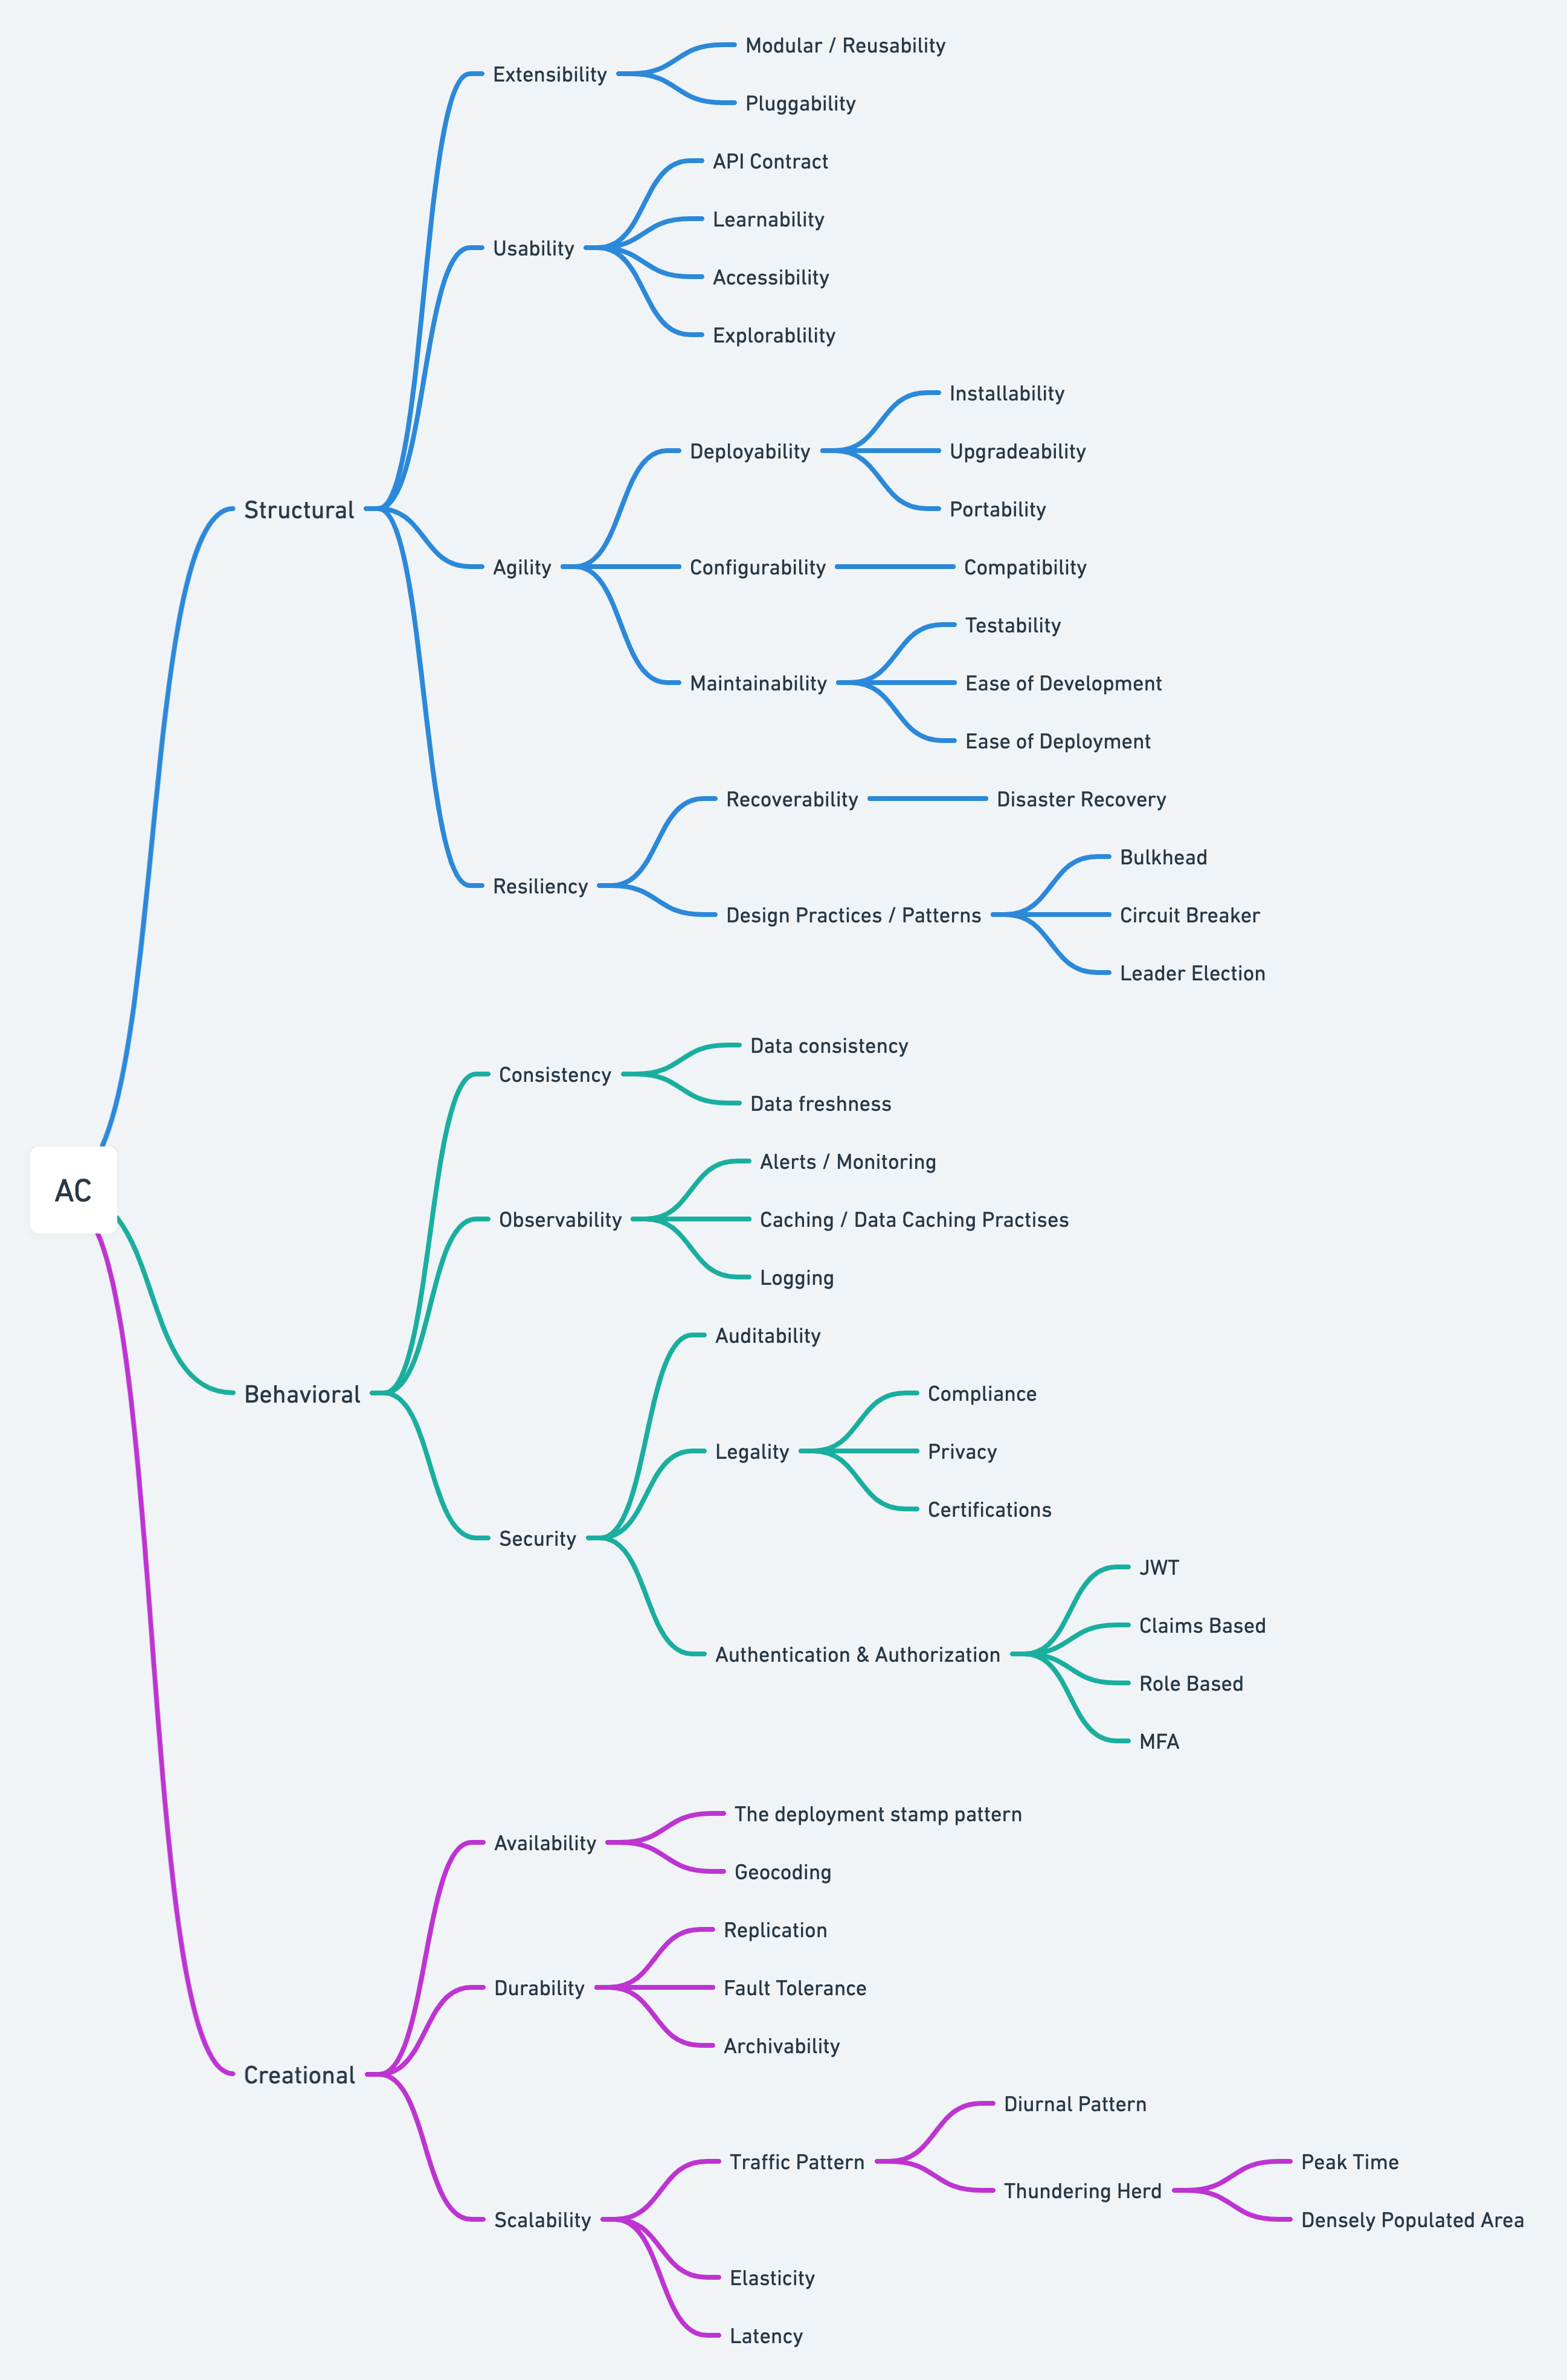 Modular / Reusability
Extensibility
Pluggability
API Contract
Learnability
Usability
Accessibility
Explorablility
Installability
Deployability
Upgradeability
Structural
Portability
Agility
Configurability
Compatibility
Testability
Maintainability
Ease of Development
Ease of Deployment
Recoverability
Disaster Recovery
Bulkhead
Resiliency
Design Practices / Patterns
Circuit Breaker
Leader Election
Data consistency
Consistency
Data freshness
Alerts / Monitoring
AC
Observability
Caching / Data Caching Practises
Logging
Auditability
Behavioral
Compliance
Legality
Privacy
Certifications
Security
JWT
Claims Based
Authentication & Authorization
Role Based
MFA
The deployment stamp pattern
Availability
Geocoding
Replication
Durability
Fault Tolerance
Archivability
Creational
Diurnal Pattern
Traffic Pattern
Peak Time
Thundering Herd
Scalability
Densely Populated Area
Elasticity
Latency